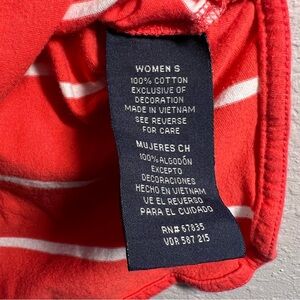 WOMEN S
100% COTTON
EXCLUSIVE OF
DECORATION
MADE IN VIETNAM
SEE REVERSE
FOR CARE
MUJERES CH
100% ALGODÓN
EXCEPTO
DECORACIONES
HECHO EN VIETNAM
VE EL REVERSO
PARA EL CUIDADO
RN# 67835
VDR 587 215